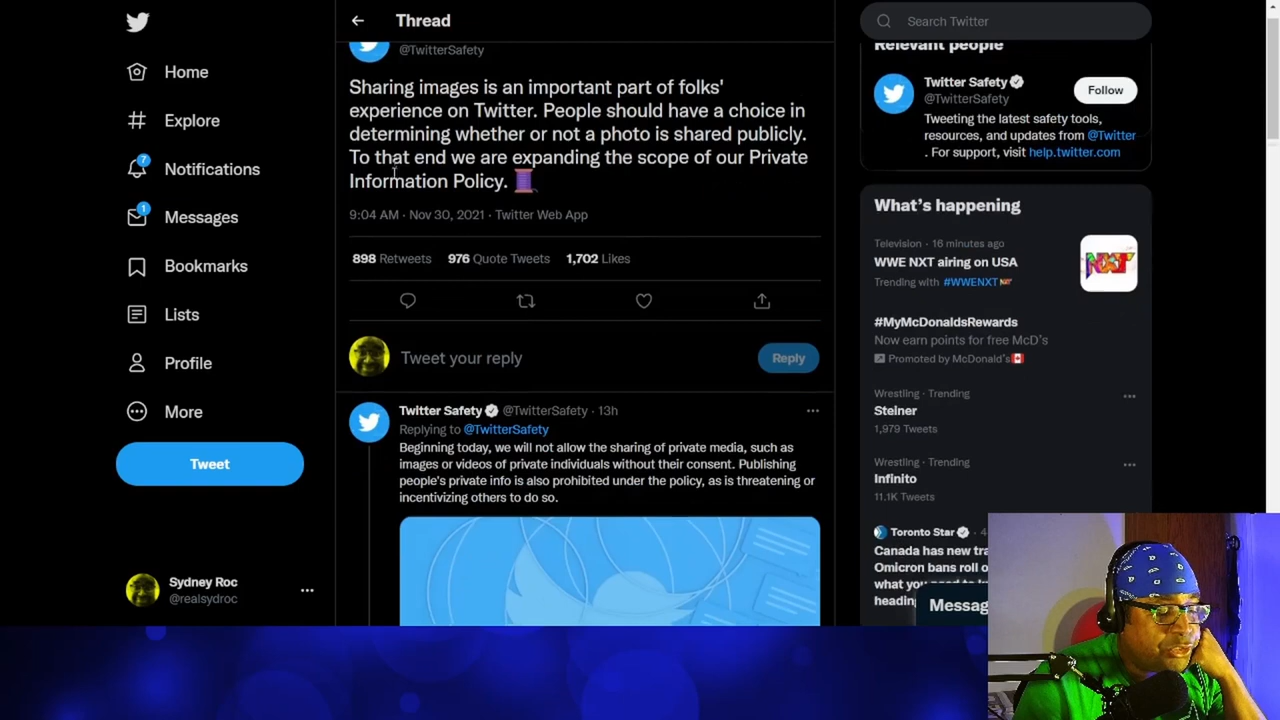 Thread
Search Twitter
@TwitterSafety
Relevant people
Home
Explore
7
Notifications
1
Messages
Bookmarks
Lists
Profile
More
Tweet
Sydney Roc
@realsydroc
Sharing images is an important part of folks'
experience on Twitter. People should have a choice in
determining whether or not a photo is shared publicly.
To that end we are expanding the scope of our Private
Information Policy.
9:04 AM · Nov 30, 2021 · Twitter Web App
898 Retweets 976 Quote Tweets 1,702 Likes
Tweet your reply
Reply
Twitter Safety @TwitterSafety · 13h
Replying to @TwitterSafety
Beginning today, we will not allow the sharing of private media, such as
images or videos of private individuals without their consent. Publishing
people's private info is also prohibited under the policy, as is threatening or
incentivizing others to do so.
Twitter Safety
@TwitterSafety
Follow
Tweeting the latest safety tools,
resources, and updates from @Twitter
. For support, visit help.twitter.com
What's happening
Television · 16 minutes ago
WWE NXT airing on USA
Trending with #WWENXT
NXT
#MyMcDonaldsRewards
Now earn points for free McD's
Promoted by McDonald's
Wrestling · Trending
Steiner
1,979 Tweets
Wrestling · Trending
Infinito
11.1K Tweets
Toronto Star · 4
Canada has new tra
Omicron bans roll o
what you need to
heading
Messag